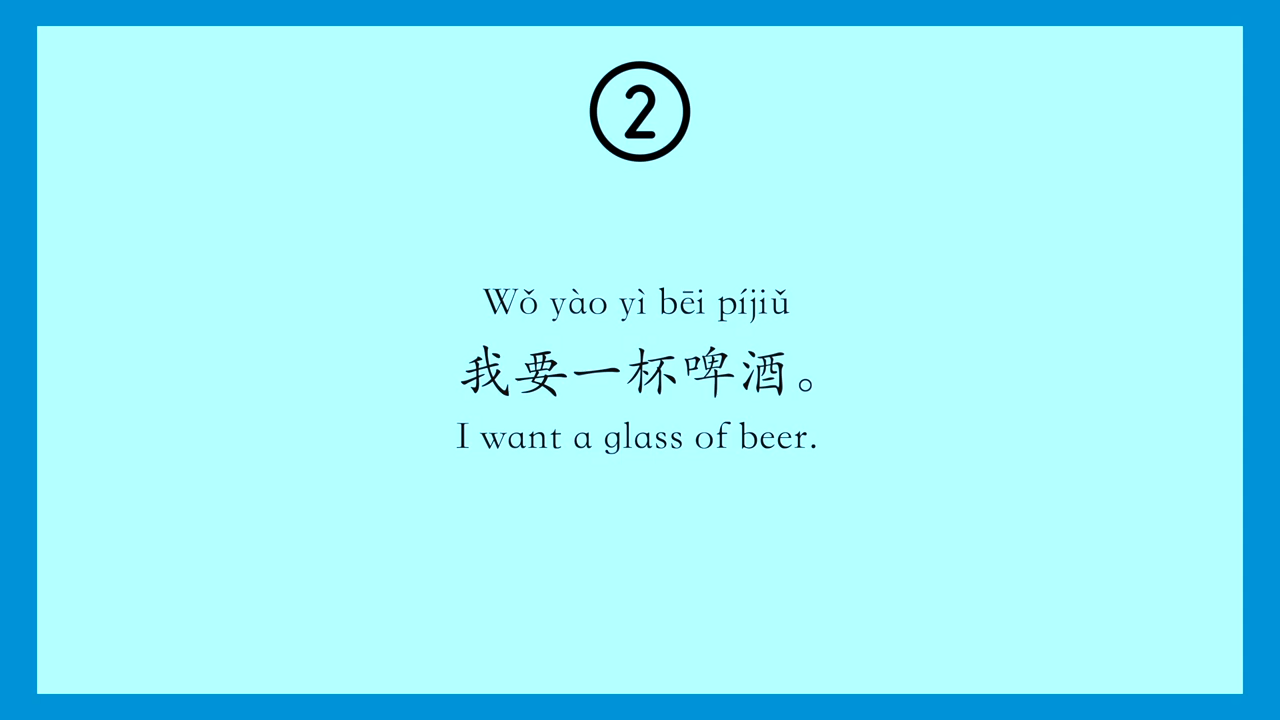 2
Wǒ yào yì bēi píjiǔ
我要一杯啤酒。
I want a glass of beer.